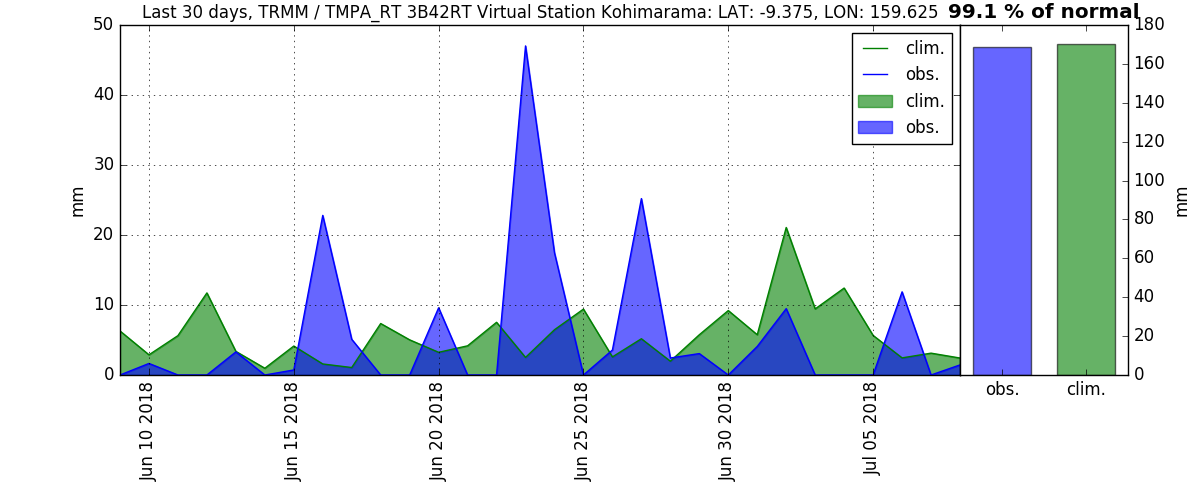 Last 30 days, TRMM / TMPA_RT 3B42RT Virtual Station Kohimarama: LAT: -9.375, LON: 159.625
99.1 % of normal
50
40
30
20
10
0
mm
clim.
obs.
clim.
obs.
180
160
140
120
100
80
60
40
20
0
mm
obs.
clim.
Jun 10 2018
Jun 15 2018
Jun 20 2018
Jun 25 2018
Jun 30 2018
Jul 05 2018